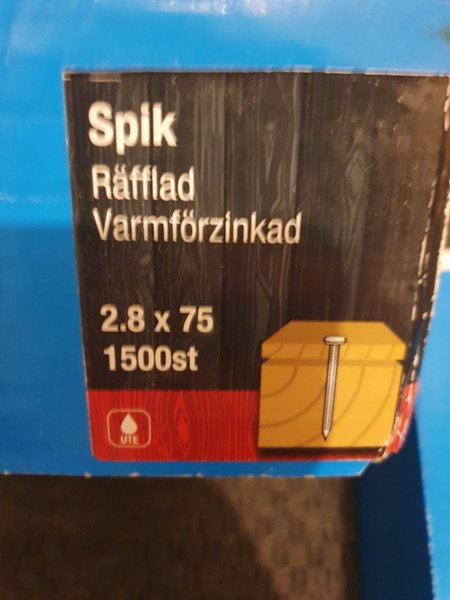 Spik
Räfflad
Varmförzinkad
2.8 x 75
1500st
UTE